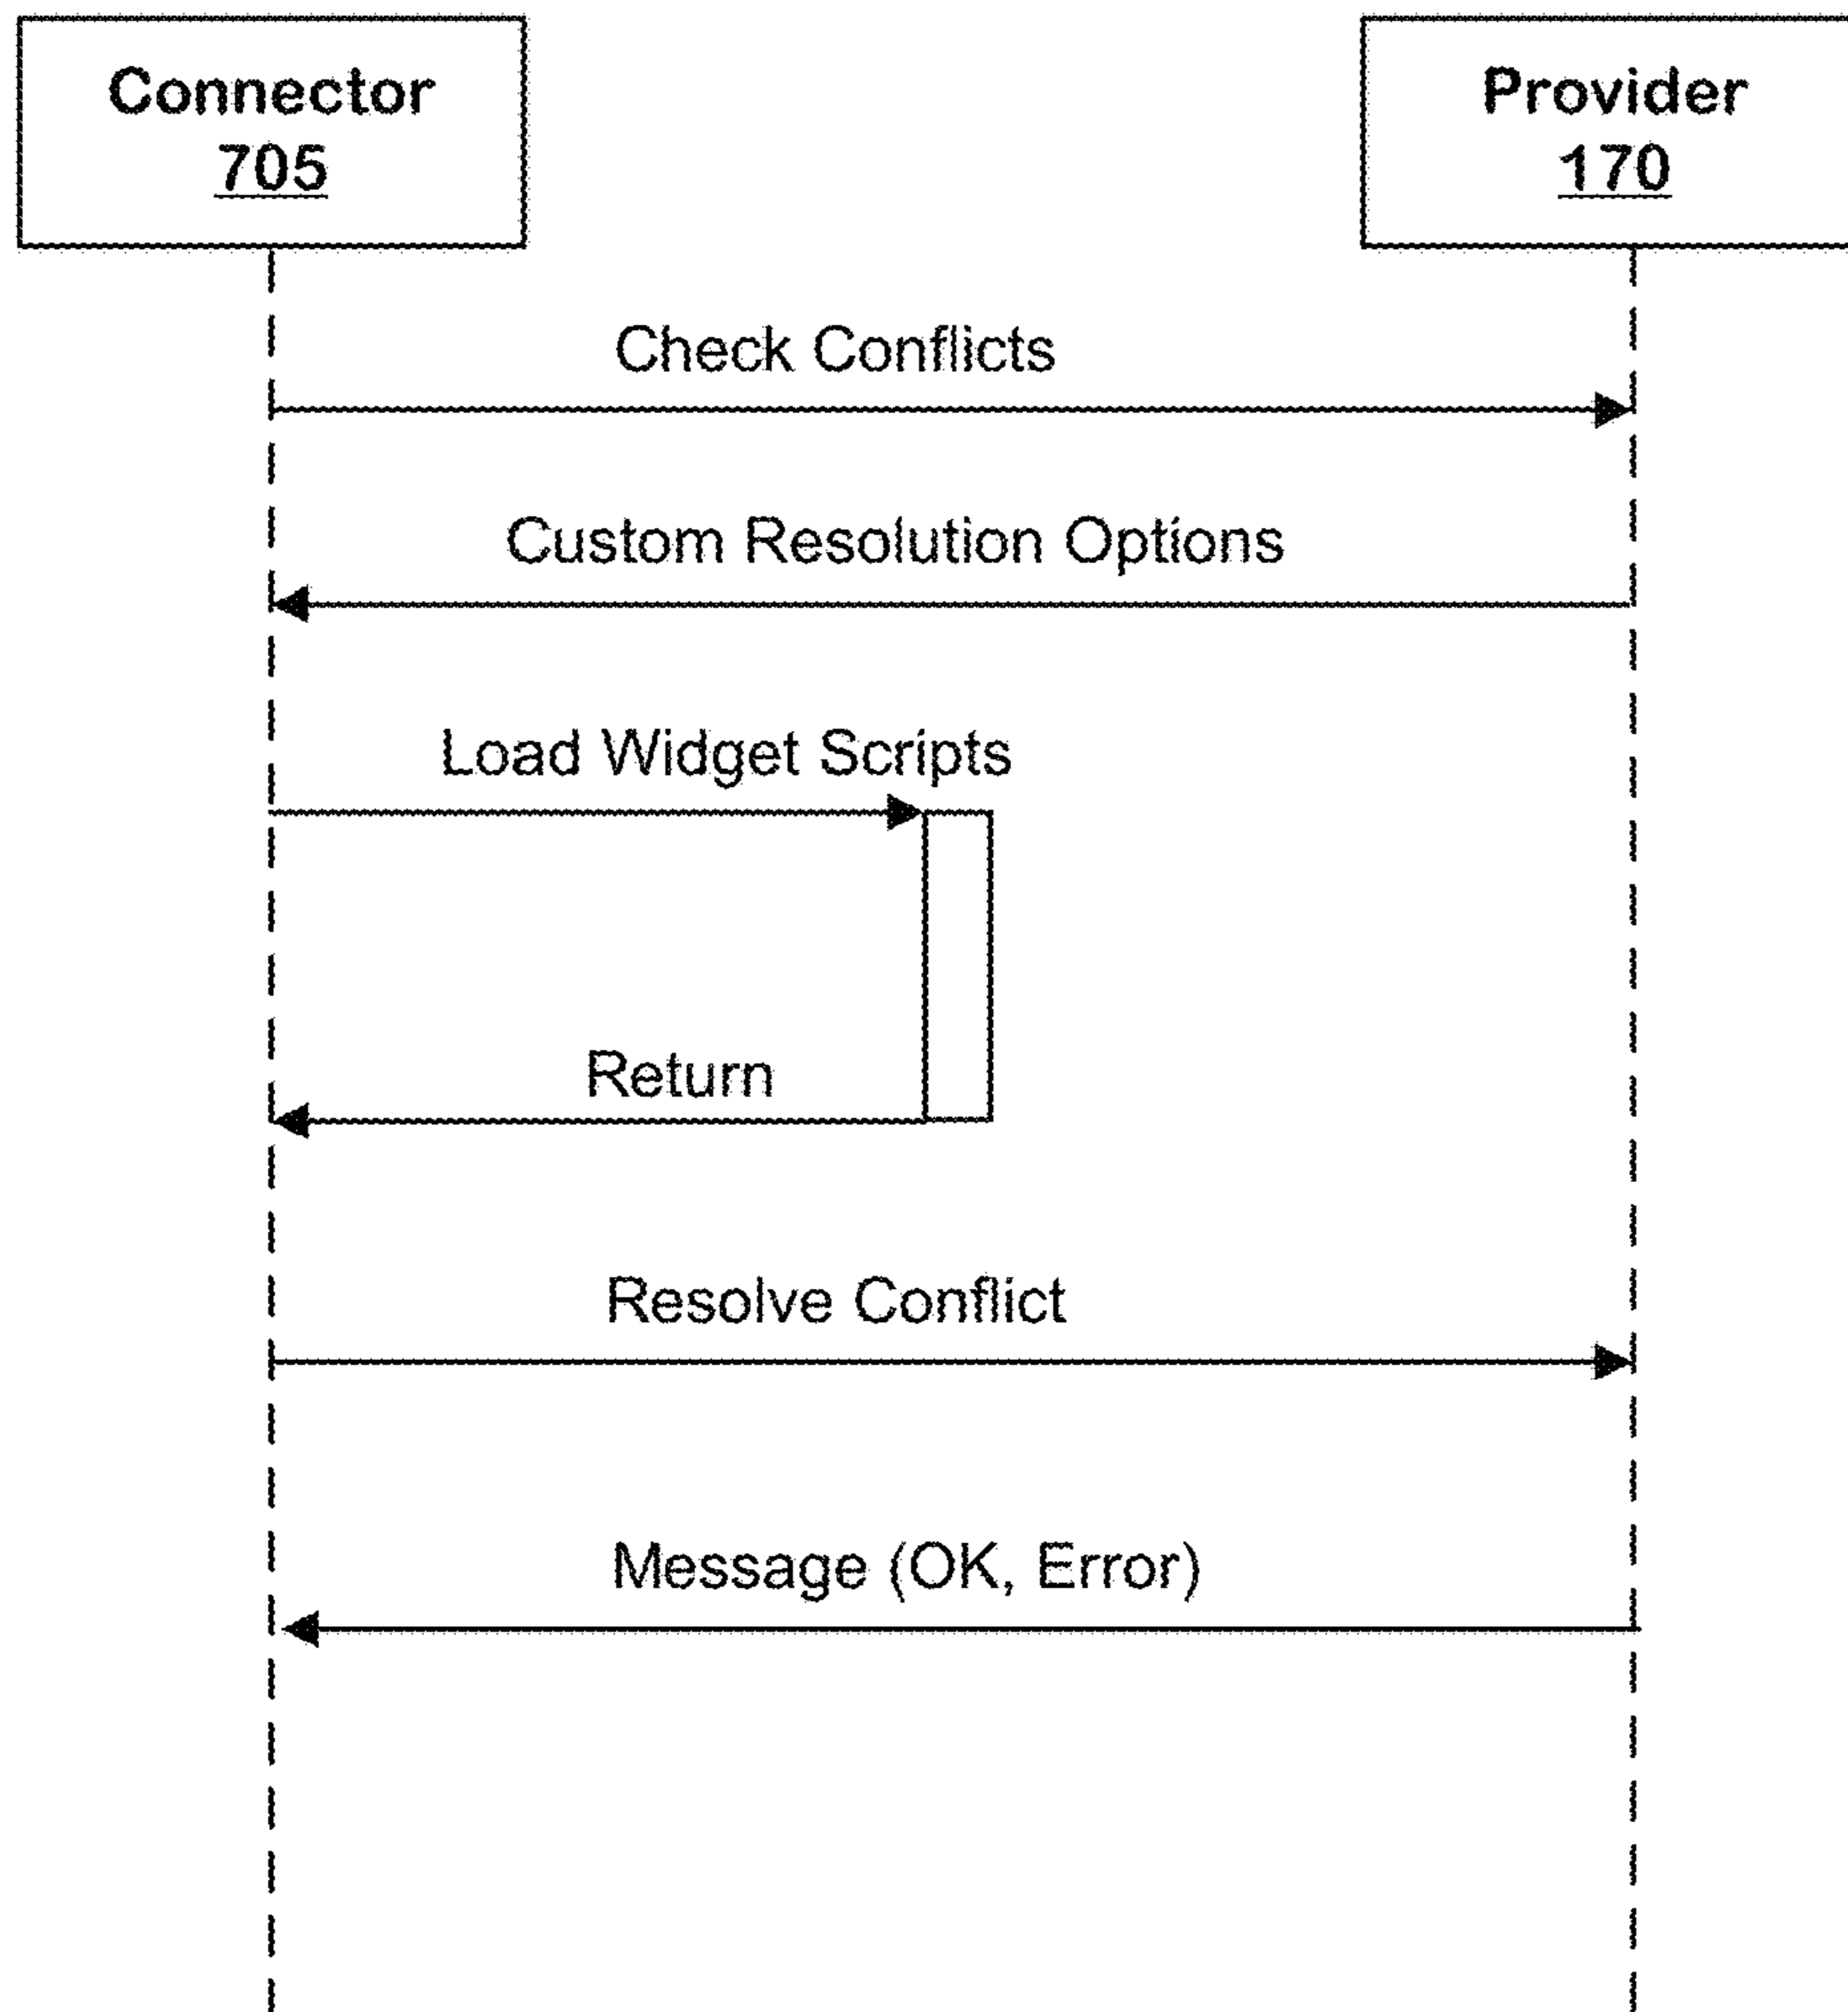 Connector
705
Provider
170
Check Conflicts
Custom Resolution Options
Load Widget Scripts
Return
Resolve Conflict
Message (OK, Error)